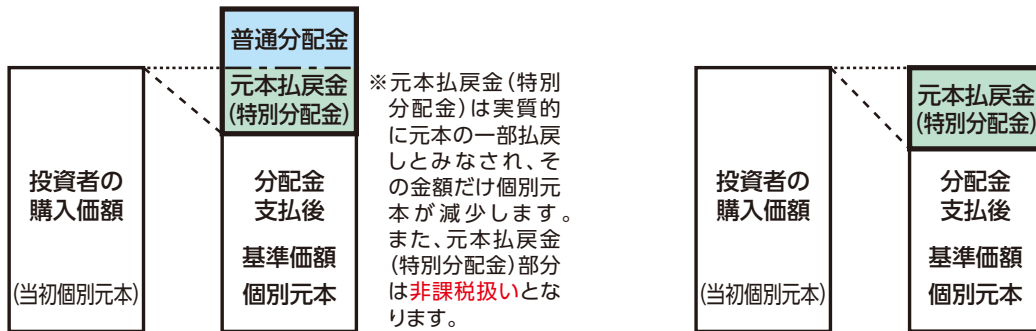 普通分配金
元本払戻金
(特別分配金)
投資者の
購入価額
(当初個別元本)
分配金
支払後
基準価額
個別元本
※元本払戻金(特別
分配金)は実質的
に元本の一部払戻
しとみなされ、そ
の金額だけ個別元
本が減少します。
また、元本払戻金
(特別分配金)部分
は非課税扱いとな
ります。
元本払戻金
(特別分配金)
投資者の
購入価額
(当初個別元本)
分配金
支払後
基準価額
個別元本